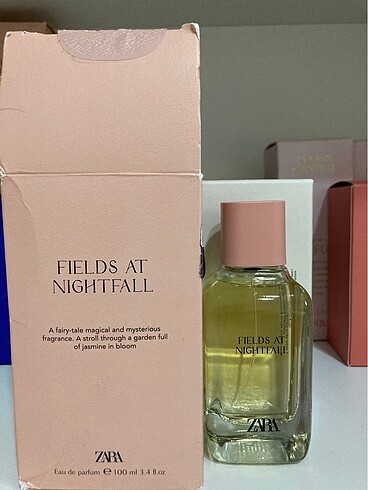 FIELDS AT
NIGHTFALL
A fairy-tale magical and mysterious
fragrance. A stroll through a garden full
of jasmine in bloom
ZARA
Eau de parfum ℮ 100 ml 3.4 fl.oz
FIELDS AT
NIGHTFALL
ZARA